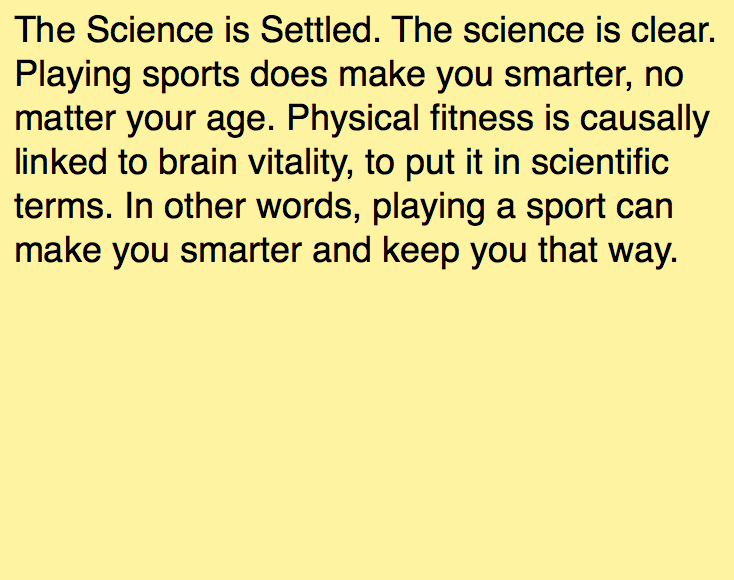 The Science is Settled. The science is clear.
Playing sports does make you smarter, no
matter your age. Physical fitness is causally
linked to brain vitality, to put it in scientific
terms. In other words, playing a sport can
make you smarter and keep you that way.